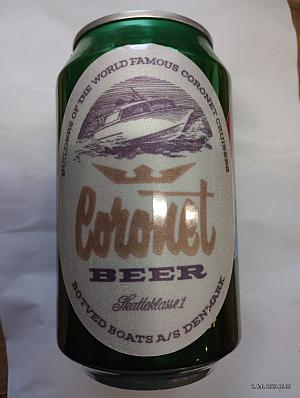 BUILDERS OF THE WORLD FAMOUS CORONET CRUISERS
Coronet
BEER
Skatteklasse 1
BOTVED BOATS A/S DENMARK